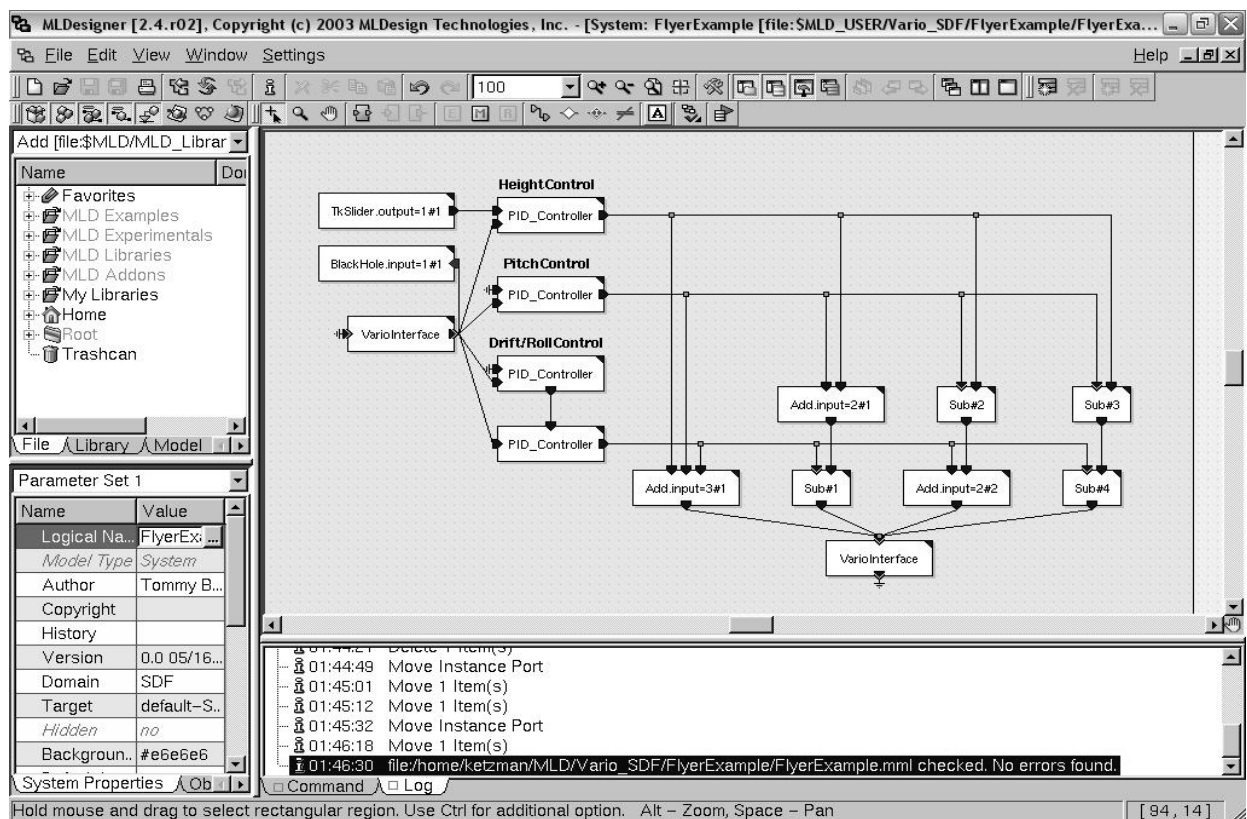 MLDesigner [2.4.r02], Copyright (c) 2003 MLDesign Technologies, Inc. - [System: FlyerExample [file:$MLD_USER/Vario_SDF/FlyerExample/FlyerExa...
File Edit View Window Settings Help
100
E M R A
Add [file:$MLD/MLD_Librar
Name Doi
Favorites
MLD Examples
MLD Experimentals
MLD Libraries
MLD Addons
My Libraries
Home
Root
Trashcan
File Library Model
Parameter Set 1
Name Value
Logical Na... FlyerExa ...
Model Type System
Author Tommy B...
Copyright
History
Version 0.0 05/16...
Domain SDF
Target default-S..
Hidden no
Backgroun.. #e6e6e6
System Properties Ob
HeightControl
TkSlider.output=1#1
PID_Controller
BlackHole.input=1#1
PitchControl
PID_Controller
VarioInterface
Drift/RollControl
PID_Controller
Add.input=2#1
Sub#2
Sub#3
PID_Controller
Add.input=3#1
Sub#1
Add.input=2#2
Sub#4
VarioInterface
01:44:21 Delete 1 Item(s)
01:44:49 Move Instance Port
01:45:01 Move 1 Item(s)
01:45:12 Move 1 Item(s)
01:45:32 Move Instance Port
01:46:18 Move 1 Item(s)
01:46:30 file:/home/ketzman/MLD/Vario_SDF/FlyerExample/FlyerExample.mml checked. No errors found.
Command Log
Hold mouse and drag to select rectangular region. Use Ctrl for additional option. Alt - Zoom, Space - Pan [94,14]